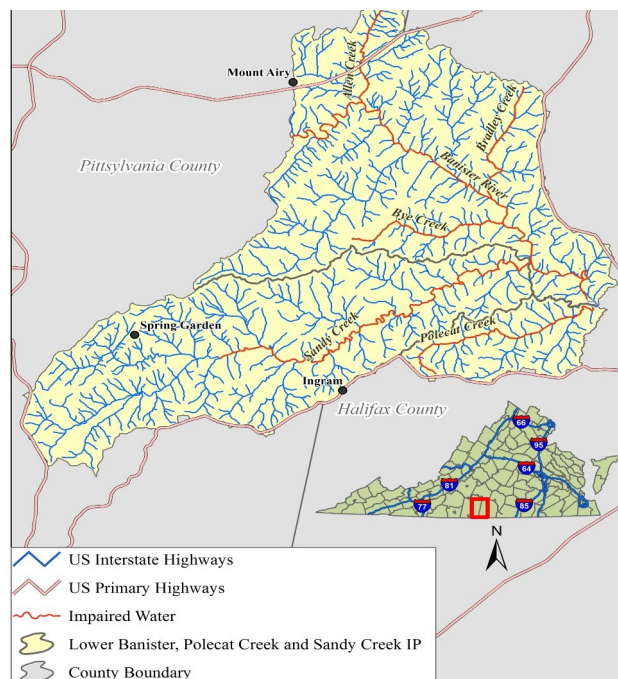 Mount Airy
Allen Creek
Bradley Creek
Pittsylvania County
Banister River
Bye Creek
Spring Garden
Sandy Creek
Polecat Creek
Ingram
Halifax County
66
95
64
81
77
85
N
US Interstate Highways
US Primary Highways
Impaired Water
Lower Banister, Polecat Creek and Sandy Creek IP
County Boundary